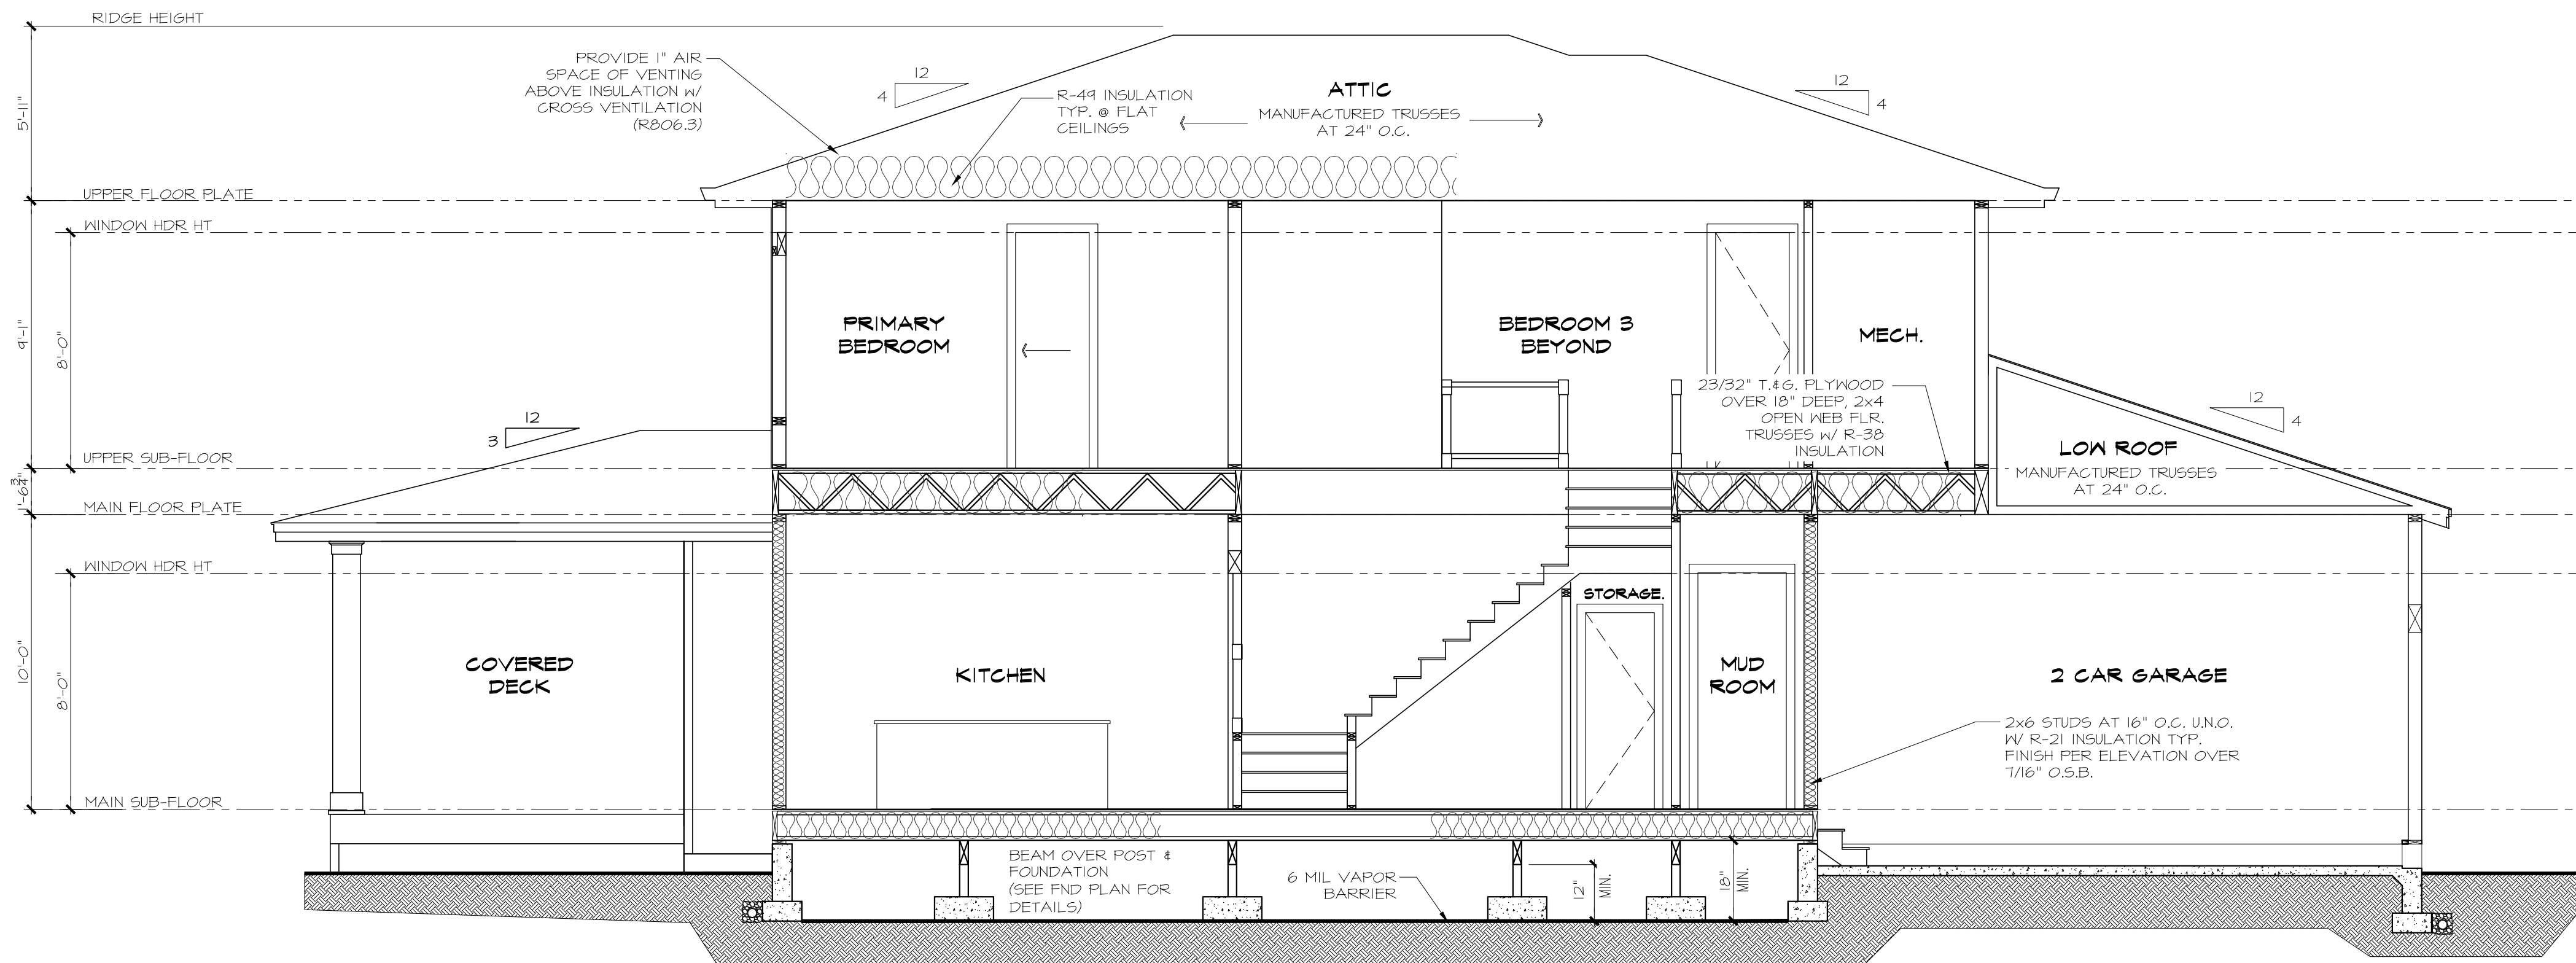 RIDGE HEIGHT
PROVIDE 1" AIR
SPACE OF VENTING
ABOVE INSULATION W/
CROSS VENTILATION
(R806.3)
12
4
R-49 INSULATION
TYP. @ FLAT
CEILINGS
ATTIC
MANUFACTURED TRUSSES
AT 24" O.C.
12
4
5'-11"
UPPER FLOOR PLATE
WINDOW HDR HT
9'-1"
8'-0"
PRIMARY
BEDROOM
BEDROOM 3
BEYOND
MECH.
23/32" T.&G. PLYWOOD
OVER 18" DEEP, 2x4
OPEN WEB FLR.
TRUSSES W/ R-38
INSULATION
12
3
12
4
LOW ROOF
MANUFACTURED TRUSSES
AT 24" O.C.
UPPER SUB-FLOOR
1'-6 3/4"
MAIN FLOOR PLATE
WINDOW HDR HT
10'-0"
8'-0"
COVERED
DECK
KITCHEN
STORAGE.
MUD
ROOM
2 CAR GARAGE
2x6 STUDS AT 16" O.C. U.N.O.
W/ R-21 INSULATION TYP.
FINISH PER ELEVATION OVER
7/16" O.S.B.
MAIN SUB-FLOOR
BEAM OVER POST &
FOUNDATION
(SEE FND PLAN FOR
DETAILS)
6 MIL VAPOR
BARRIER
12"
MIN.
18"
MIN.